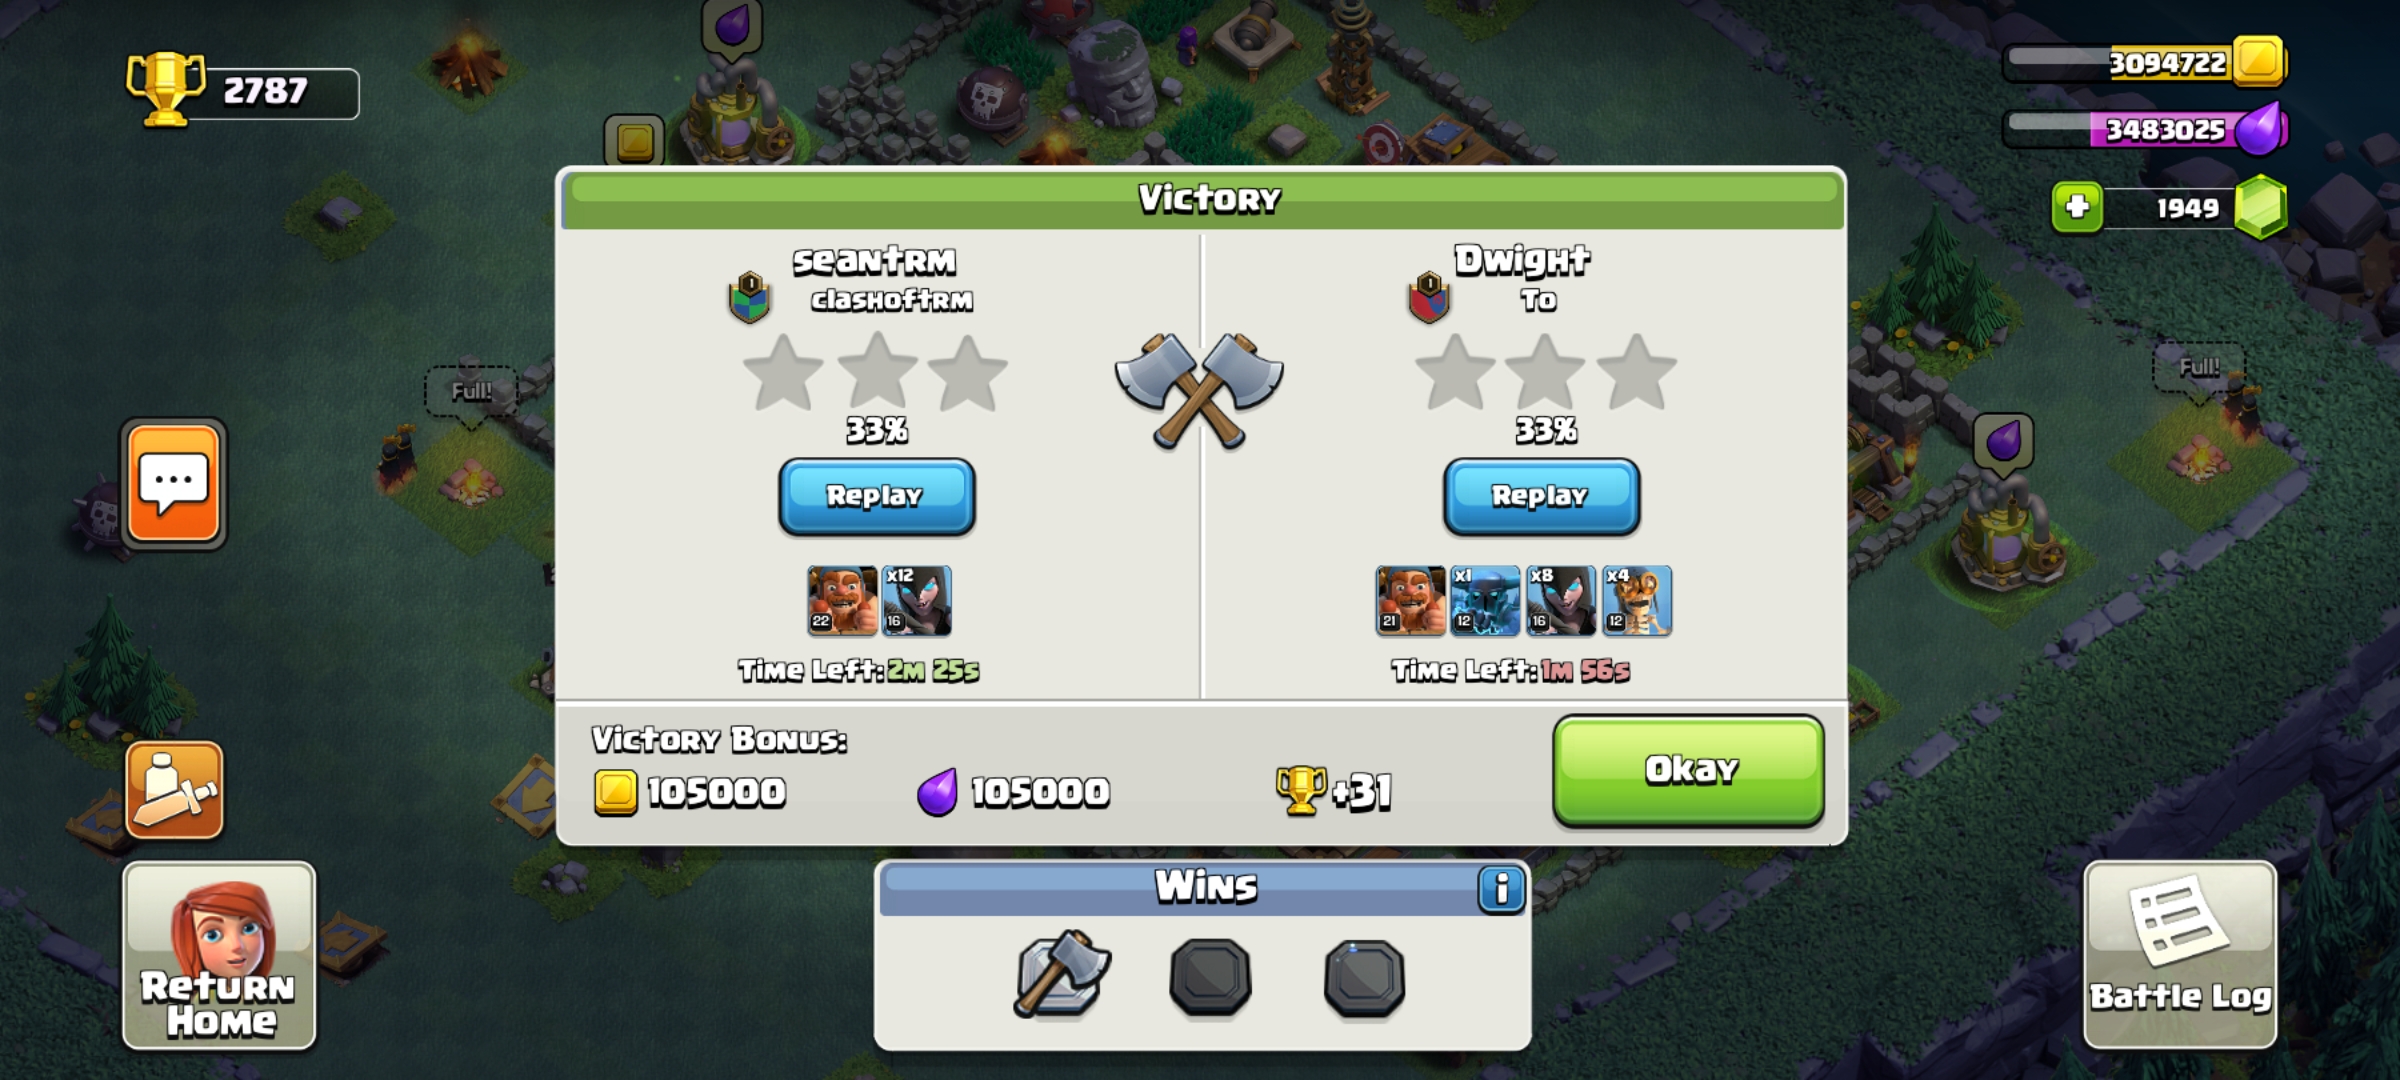 2787
3094722
3483025
1949
Victory
seantrm
clashoftrm
1
Dwight
To
1
33%
33%
Full!
Full!
Replay
Replay
22
x12
16
21
x1
12
x8
16
x4
12
Time Left: 2m 25s
Time Left: 1m 56s
Victory Bonus:
105000
105000
+31
Okay
Wins
i
Return
Home
Battle Log